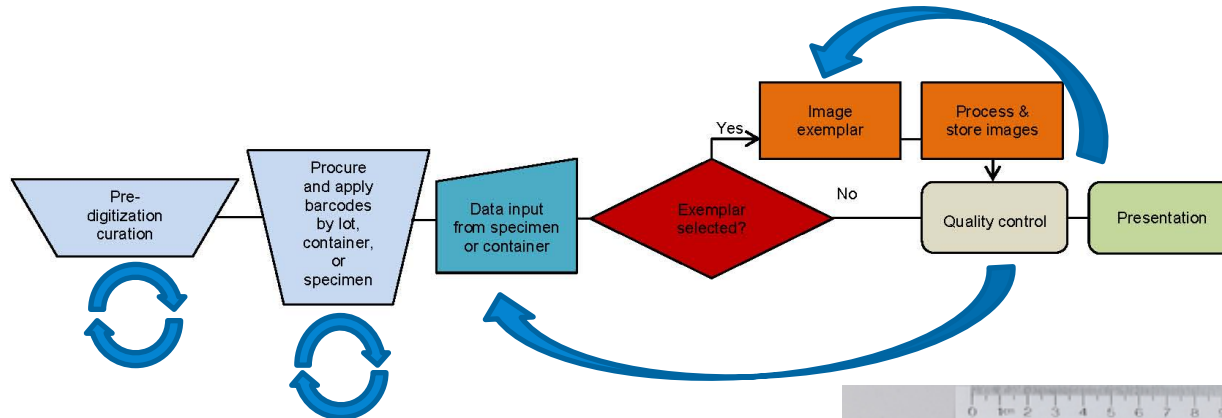 Pre-
digitization
curation
Procure
and apply
barcodes
by lot,
container,
or
specimen
Data input
from specimen
or container
Exemplar
selected?
Yes
No
Image
exemplar
Process &
store images
Quality control
Presentation
0 1cm 2 3 4 5 6 7 8